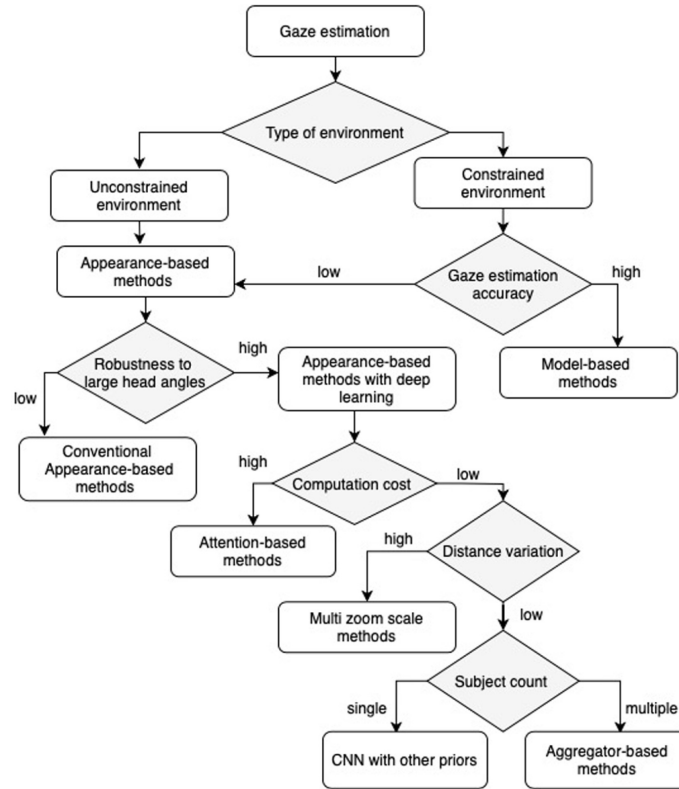 Gaze estimation
Type of environment
Unconstrained
environment
Constrained
environment
Appearance-based
methods
low
Gaze estimation
accuracy
high
Robustness to
large head angles
high
Appearance-based
methods with deep
learning
Model-based
methods
low
Conventional
Appearance-based
methods
high
Computation cost
low
Attention-based
methods
high
Distance variation
Multi zoom scale
methods
low
Subject count
single
multiple
CNN with other priors
Aggregator-based
methods